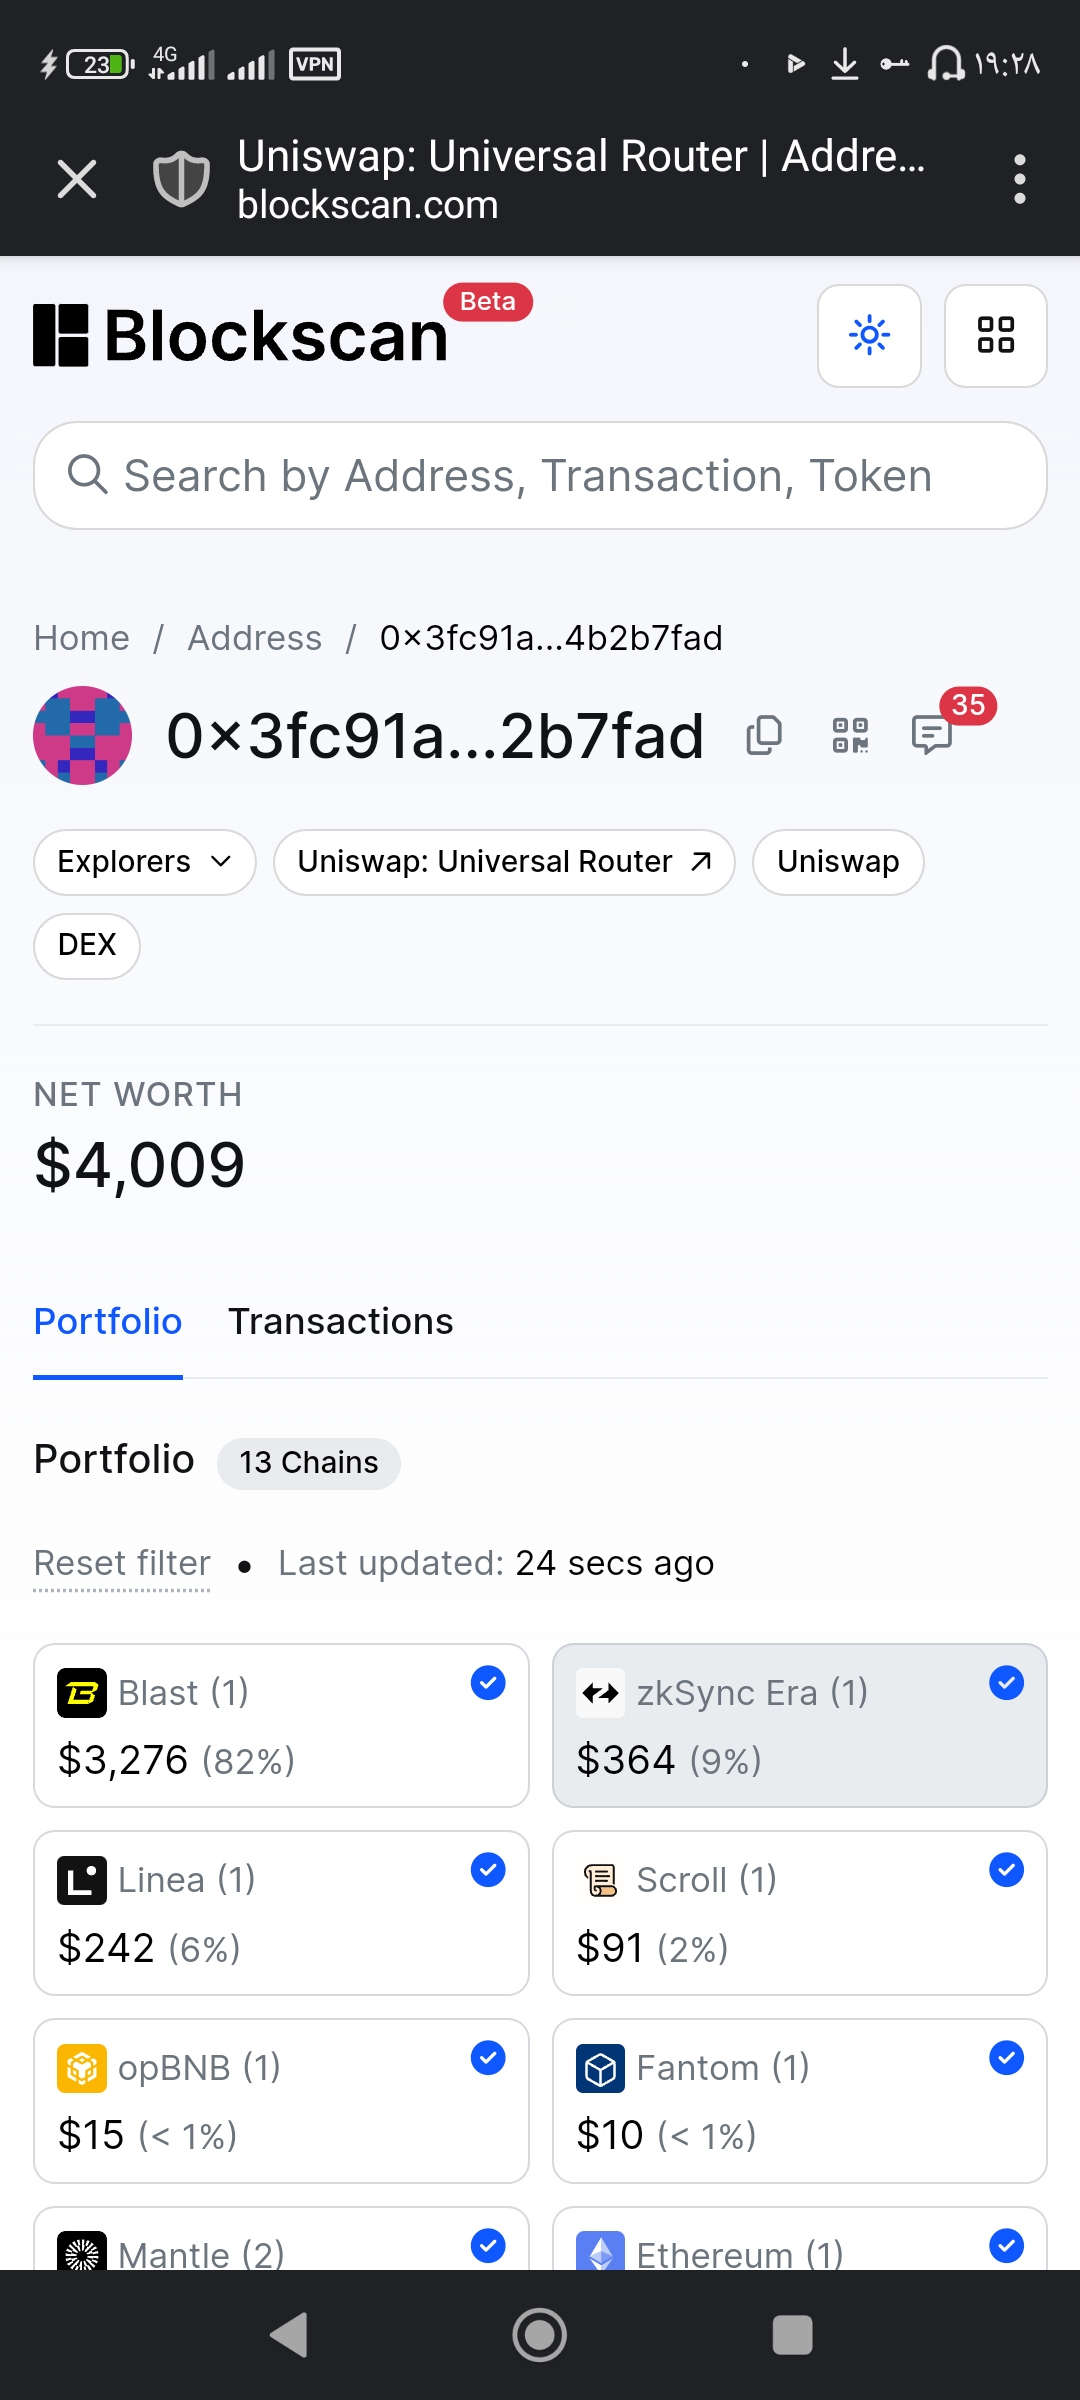 23 4G VPN ١٩:٢٨
Uniswap: Universal Router | Addre...
blockscan.com
Blockscan Beta
Search by Address, Transaction, Token
Home / Address / 0×3fc91a...4b2b7fad
0×3fc91a...2b7fad 35
Explorers Uniswap: Universal Router Uniswap
DEX
NET WORTH
$4,009
Portfolio Transactions
Portfolio 13 Chains
Reset filter • Last updated: 24 secs ago
Blast (1) zkSync Era (1)
$3,276 (82%) $364 (9%)
Linea (1) Scroll (1)
$242 (6%) $91 (2%)
opBNB (1) Fantom (1)
$15 (< 1%) $10 (< 1%)
Mantle (2) Ethereum (1)